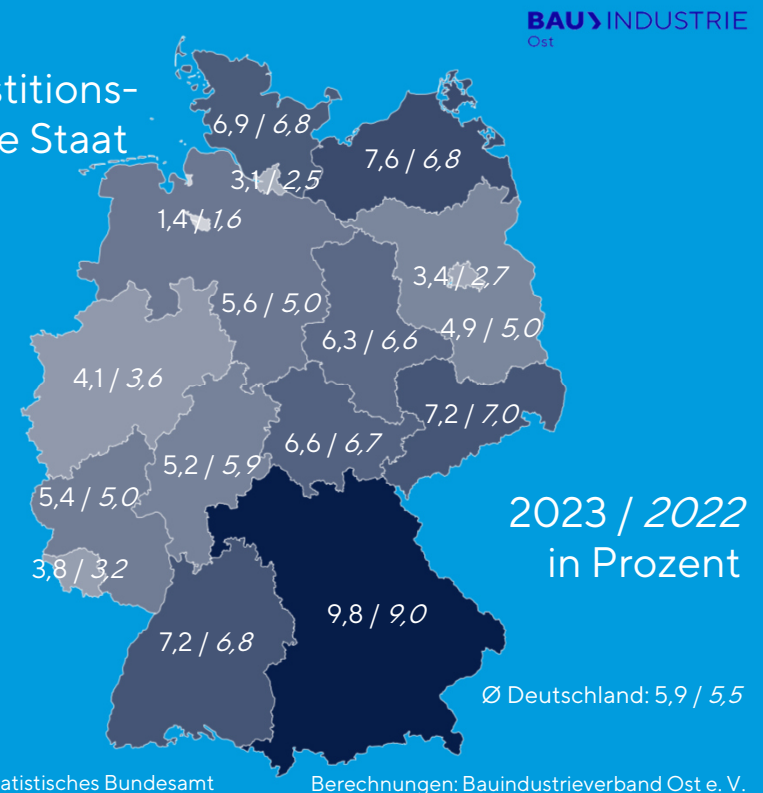 BAU INDUSTRIE
Ost
stitions-
e Staat
6,9 / 6,8
7,6 / 6,8
3,1 / 2,5
1,4 / 1,6
3,4 / 2,7
5,6 / 5,0
4,9 / 5,0
6,3 / 6,6
4,1 / 3,6
7,2 / 7,0
6,6 / 6,7
5,2 / 5,9
5,4 / 5,0
2023 / 2022
in Prozent
3,8 / 3,2
9,8 / 9,0
7,2 / 6,8
Ø Deutschland: 5,9 / 5,5
atistisches Bundesamt
Berechnungen: Bauindustrieverband Ost e. V.